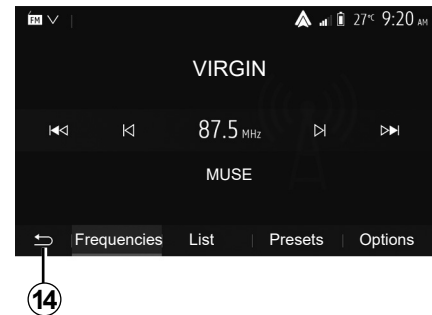 FM 27°C 9:20 AM
VIRGIN
87.5 MHz
MUSE
Frequencies List Presets Options
14